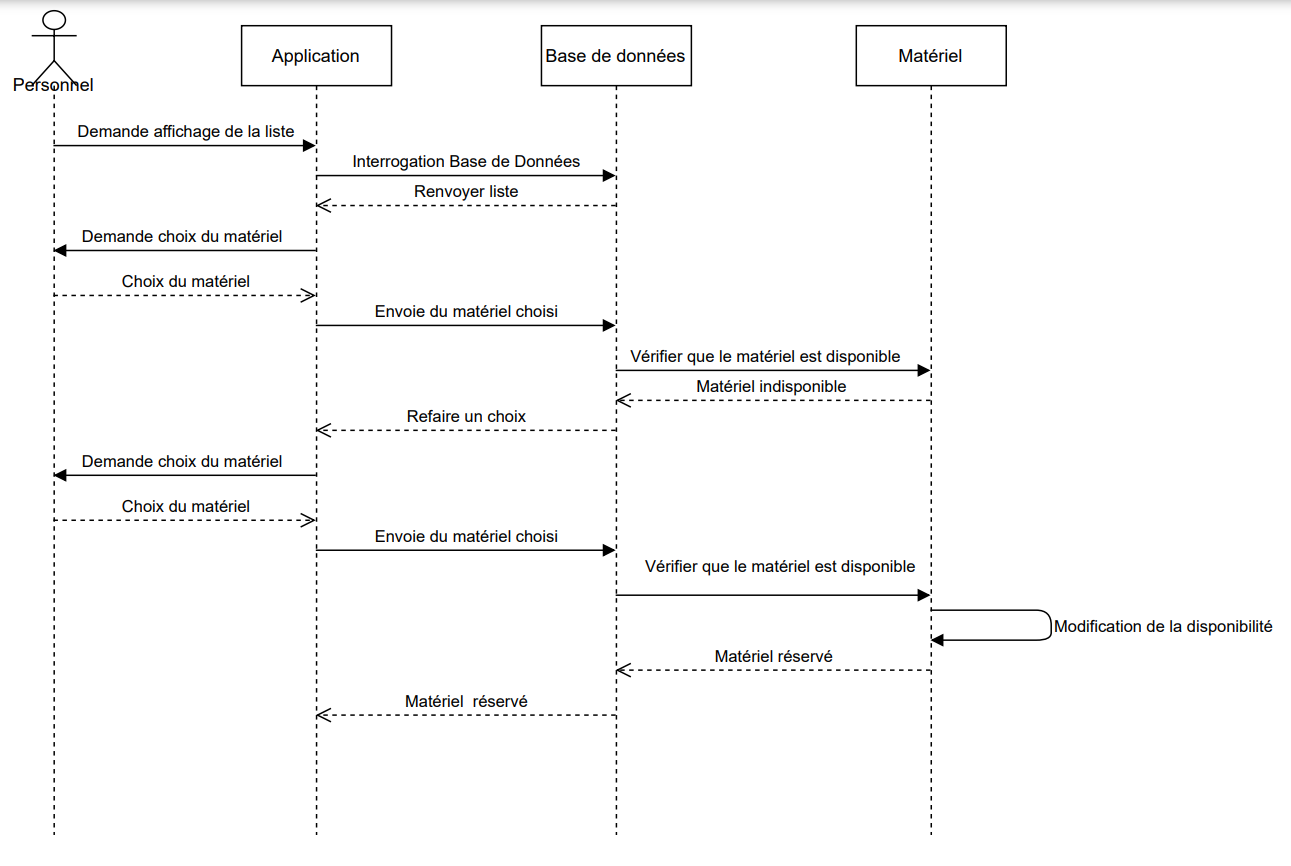 Personnel
Application
Base de données
Matériel
Demande affichage de la liste
Interrogation Base de Données
Renvoyer liste
Demande choix du matériel
Choix du matériel
Envoie du matériel choisi
Vérifier que le matériel est disponible
Matériel indisponible
Refaire un choix
Demande choix du matériel
Choix du matériel
Envoie du matériel choisi
Vérifier que le matériel est disponible
Modification de la disponibilité
Matériel réservé
Matériel  réservé